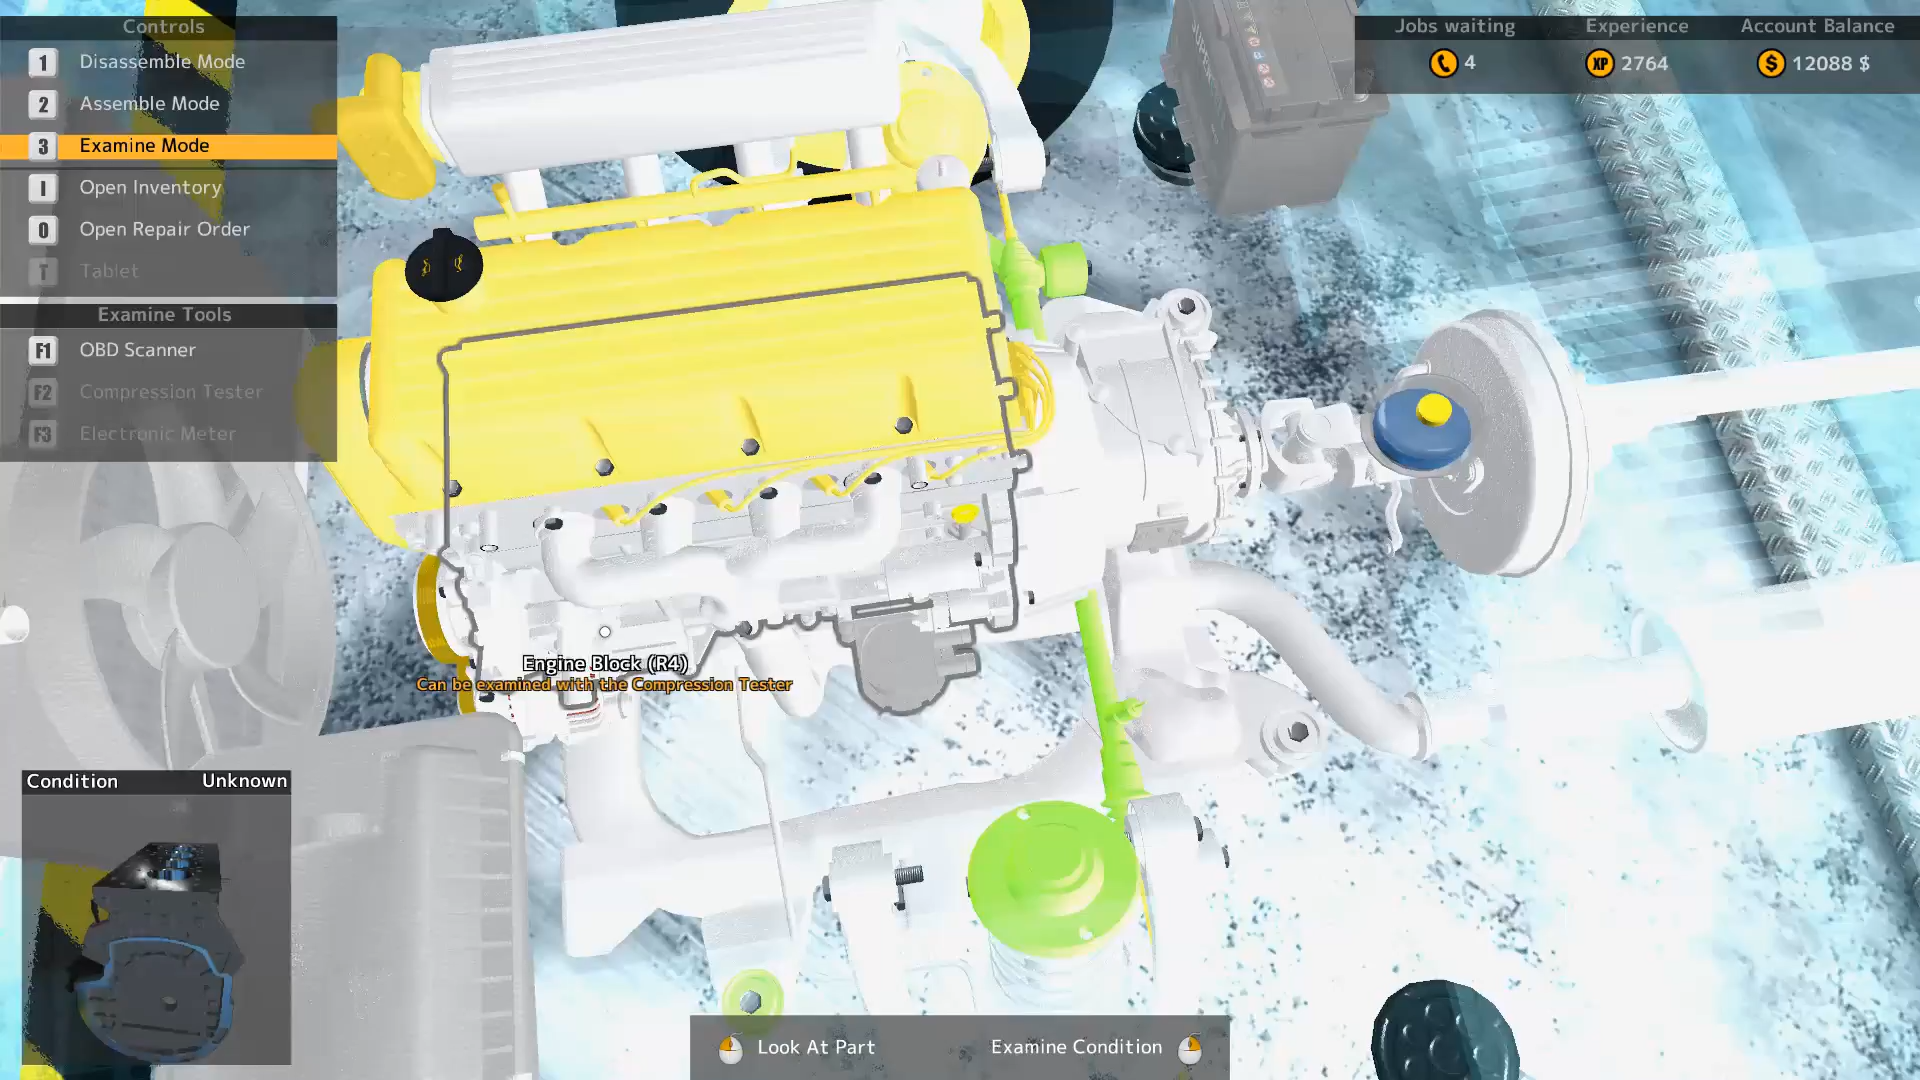 Controls
1 Disassemble Mode
2 Assemble Mode
3 Examine Mode
I Open Inventory
O Open Repair Order
T Tablet
Examine Tools
F1 OBD Scanner
F2 Compression Tester
F3 Electronic Meter
Jobs waiting Experience Account Balance
4 XP 2764 $ 12088 $
Engine Block (R4)
Can be examined with the Compression Tester
Condition Unknown
Look At Part Examine Condition